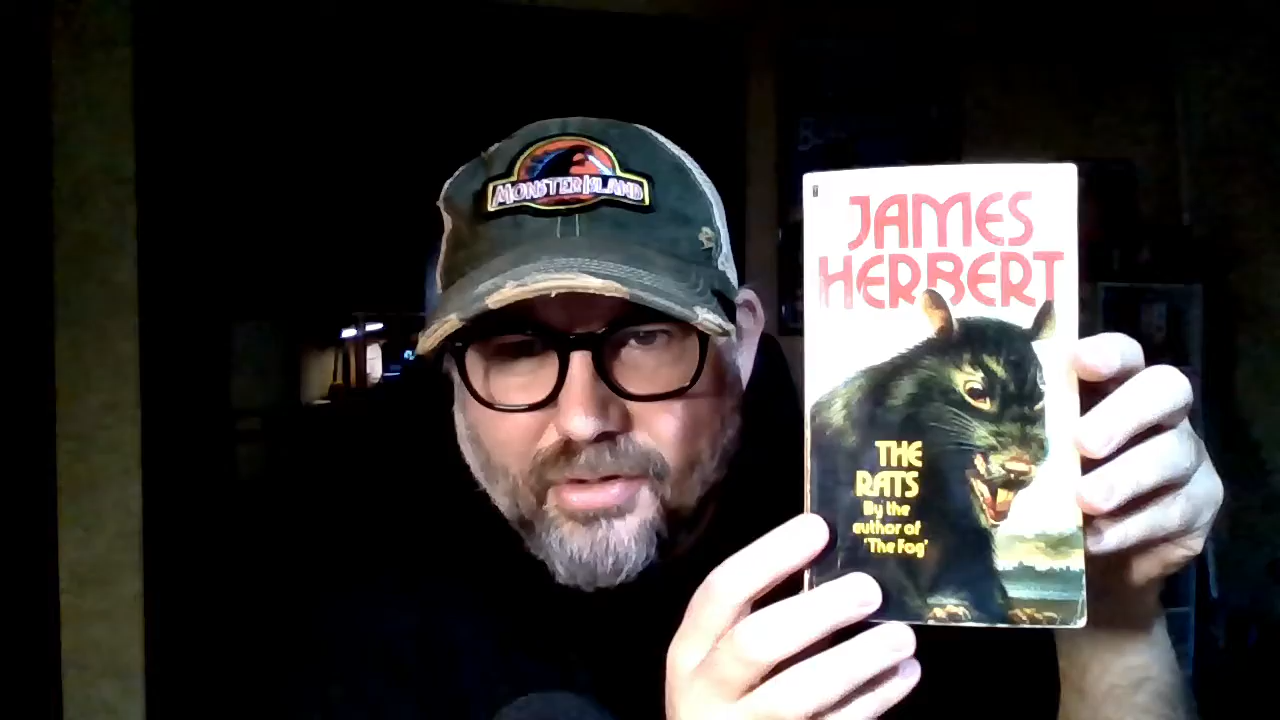 MONSTER ISLAND
JAMES
HERBERT
THE
RATS
By the
author of
'The Fog'